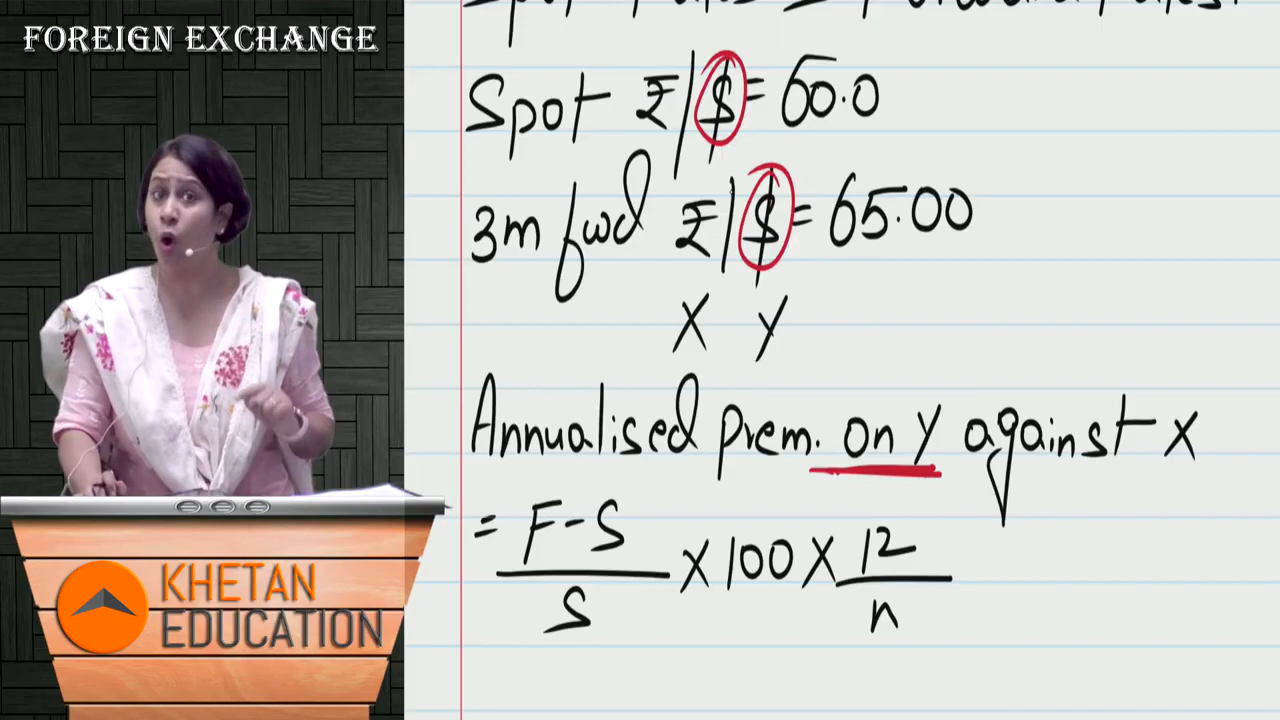 FOREIGN EXCHANGE
Spot ₹/$ = 60.0
3m fwd ₹/$ = 65.00
X Y
Annualised prem. on y against x
= F-S / S × 100 × 12 / n
KHETAN
EDUCATION